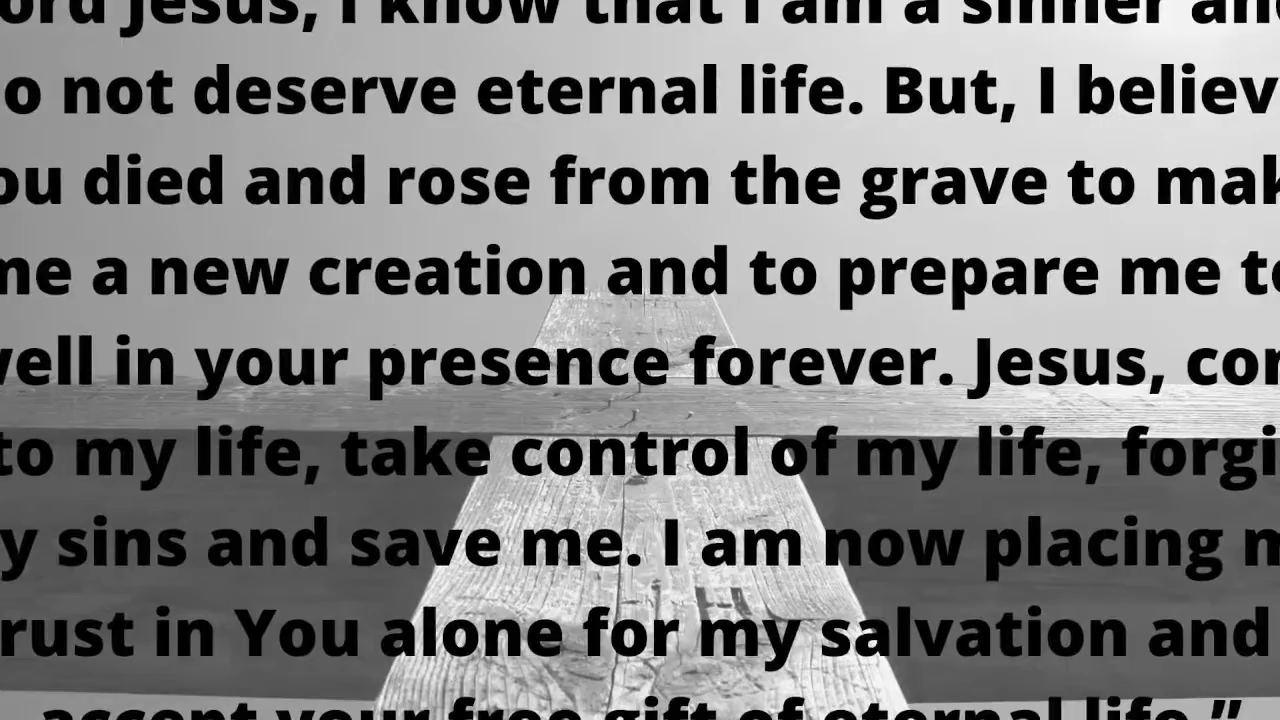 ord Jesus, I know that I am a sinner and
o not deserve eternal life. But, I believ
ou died and rose from the grave to mak
me a new creation and to prepare me to
well in your presence forever. Jesus, com
to my life, take control of my life, forgi
y sins and save me. I am now placing m
rust in You alone for my salvation and
accept your free gift of eternal life.”